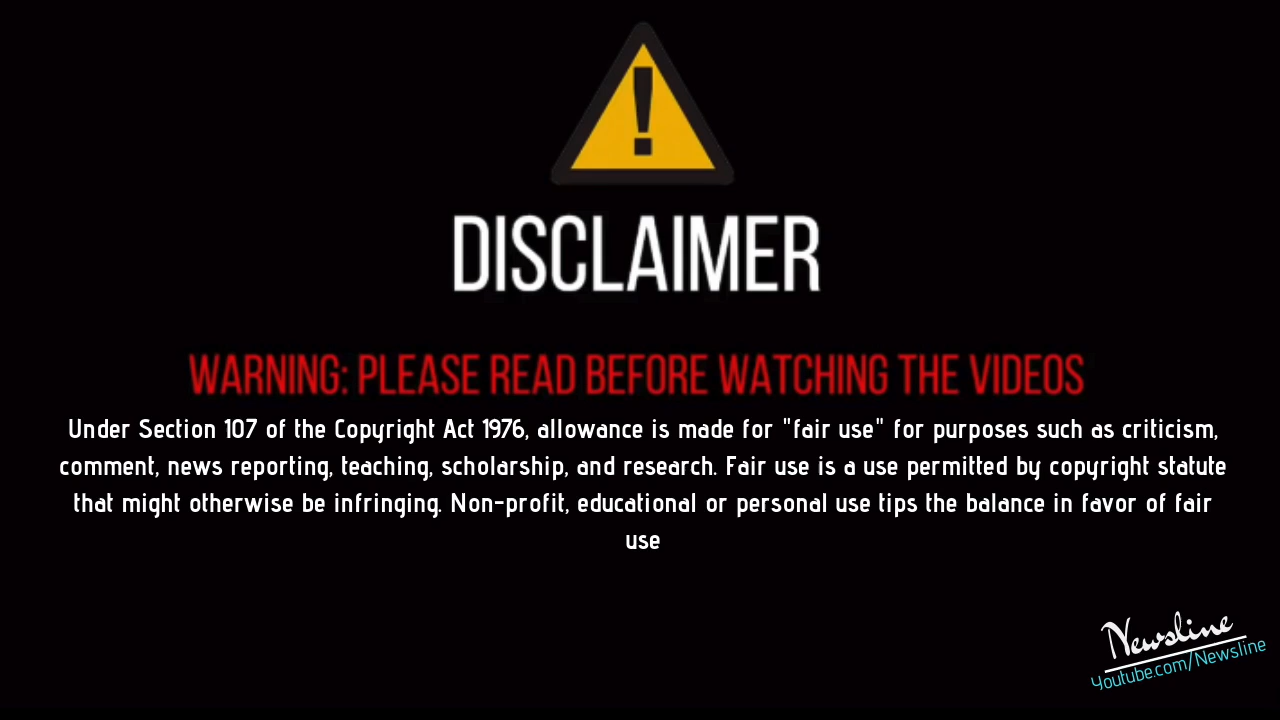 DISCLAIMER
WARNING: PLEASE READ BEFORE WATCHING THE VIDEOS
Under Section 107 of the Copyright Act 1976, allowance is made for "fair use" for purposes such as criticism,
comment, news reporting, teaching, scholarship, and research. Fair use is a use permitted by copyright statute
that might otherwise be infringing. Non-profit, educational or personal use tips the balance in favor of fair
use
Newsline
Youtube.com/Newsline